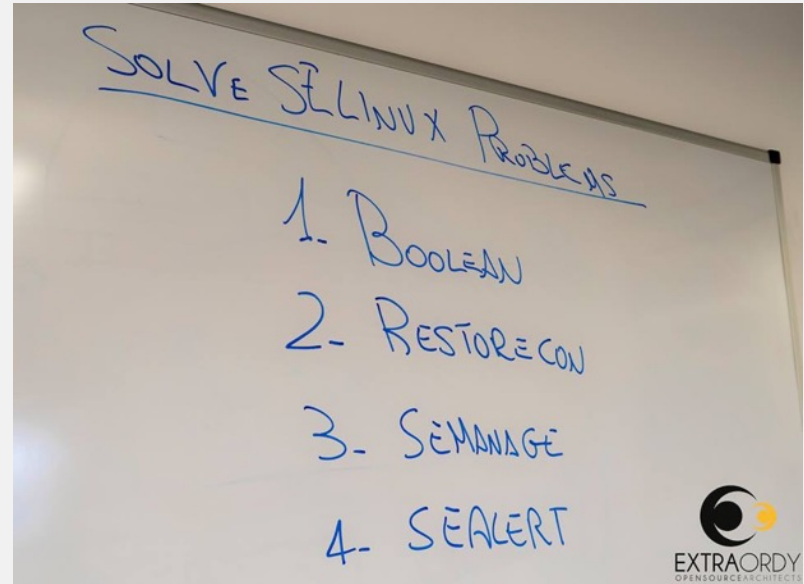 SOLVE SELINUX PROBLEMS
1- BOOLEAN
2- RESTORECON
3- SEMANAGE
4- SEALERT
EXTRAORDY
OPENSOURCEARCHITECTS